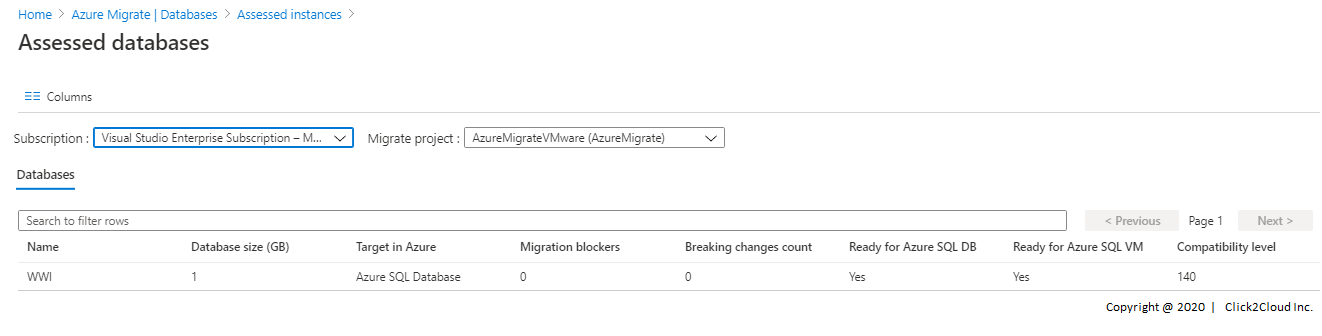 Home > Azure Migrate | Databases > Assessed instances >
Assessed databases
Columns
Subscription : Visual Studio Enterprise Subscription – M... Migrate project : AzureMigrateVMware (AzureMigrate)
Databases
Search to filter rows < Previous Page 1 Next >
Name Database size (GB) Target in Azure Migration blockers Breaking changes count Ready for Azure SQL DB Ready for Azure SQL VM Compatibility level
WWI 1 Azure SQL Database 0 0 Yes Yes 140
Copyright @ 2020 | Click2Cloud Inc.